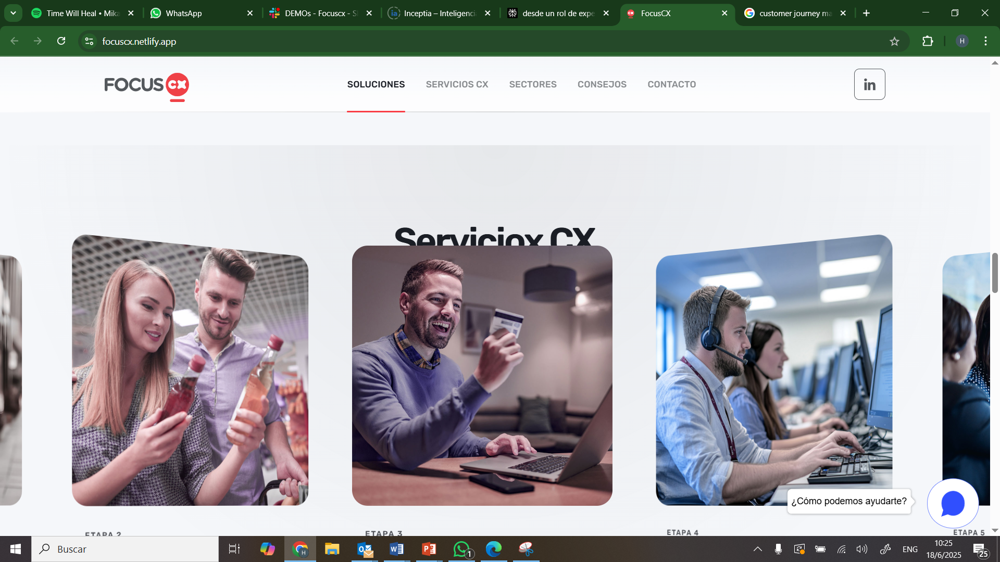 Time Will Heal • Mika
WhatsApp
DEMOs - Focuscx - Sl
Inceptia – Inteligenci
desde un rol de expe
FocusCX
customer journey ma
focuscx.netlify.app
H
FOCUS CX
SOLUCIONES
SERVICIOS CX
SECTORES
CONSEJOS
CONTACTO
in
Serviciox CX
¿Cómo podemos ayudarte?
ETAPA 2
ETAPA 3
ETAPA 4
ETAPA 5
Buscar
1
ENG
10:25
18/6/2025
25